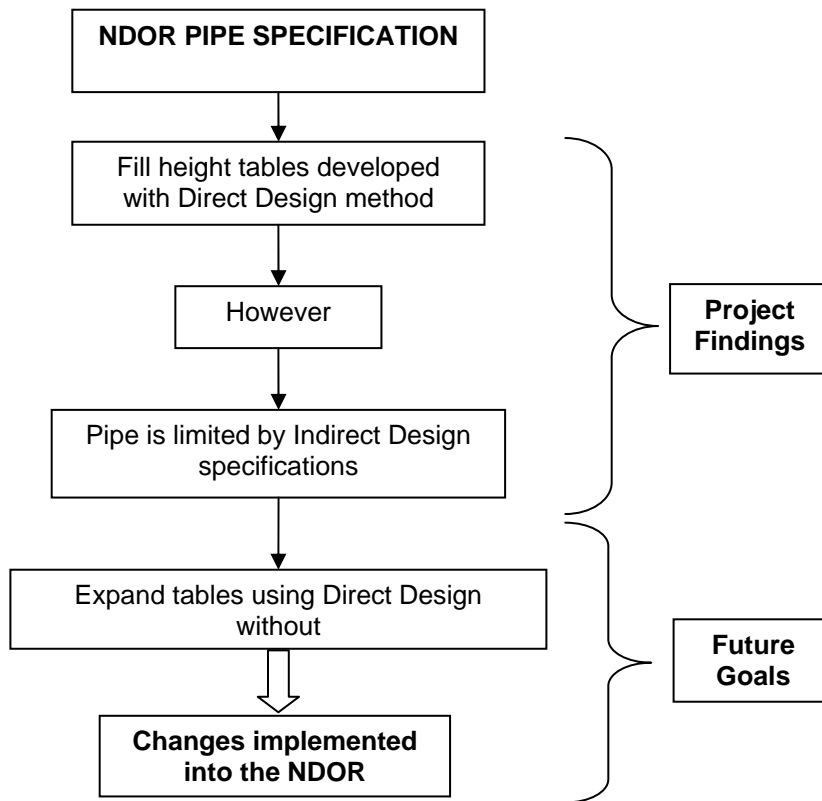 NDOR PIPE SPECIFICATION
Fill height tables developed
with Direct Design method
However
Project
Findings
Pipe is limited by Indirect Design
specifications
Expand tables using Direct Design
without
Future
Goals
Changes implemented
into the NDOR